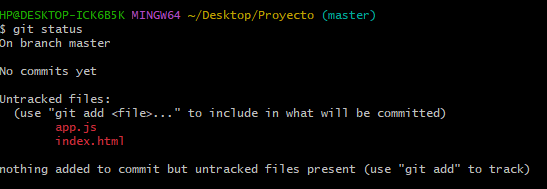 HP@DESKTOP-ICK6B5K MINGW64 ~/Desktop/Proyecto (master)
$ git status
On branch master
No commits yet
Untracked files:
(use "git add <file>..." to include in what will be committed)
app.js
index.html
nothing added to commit but untracked files present (use "git add" to track)